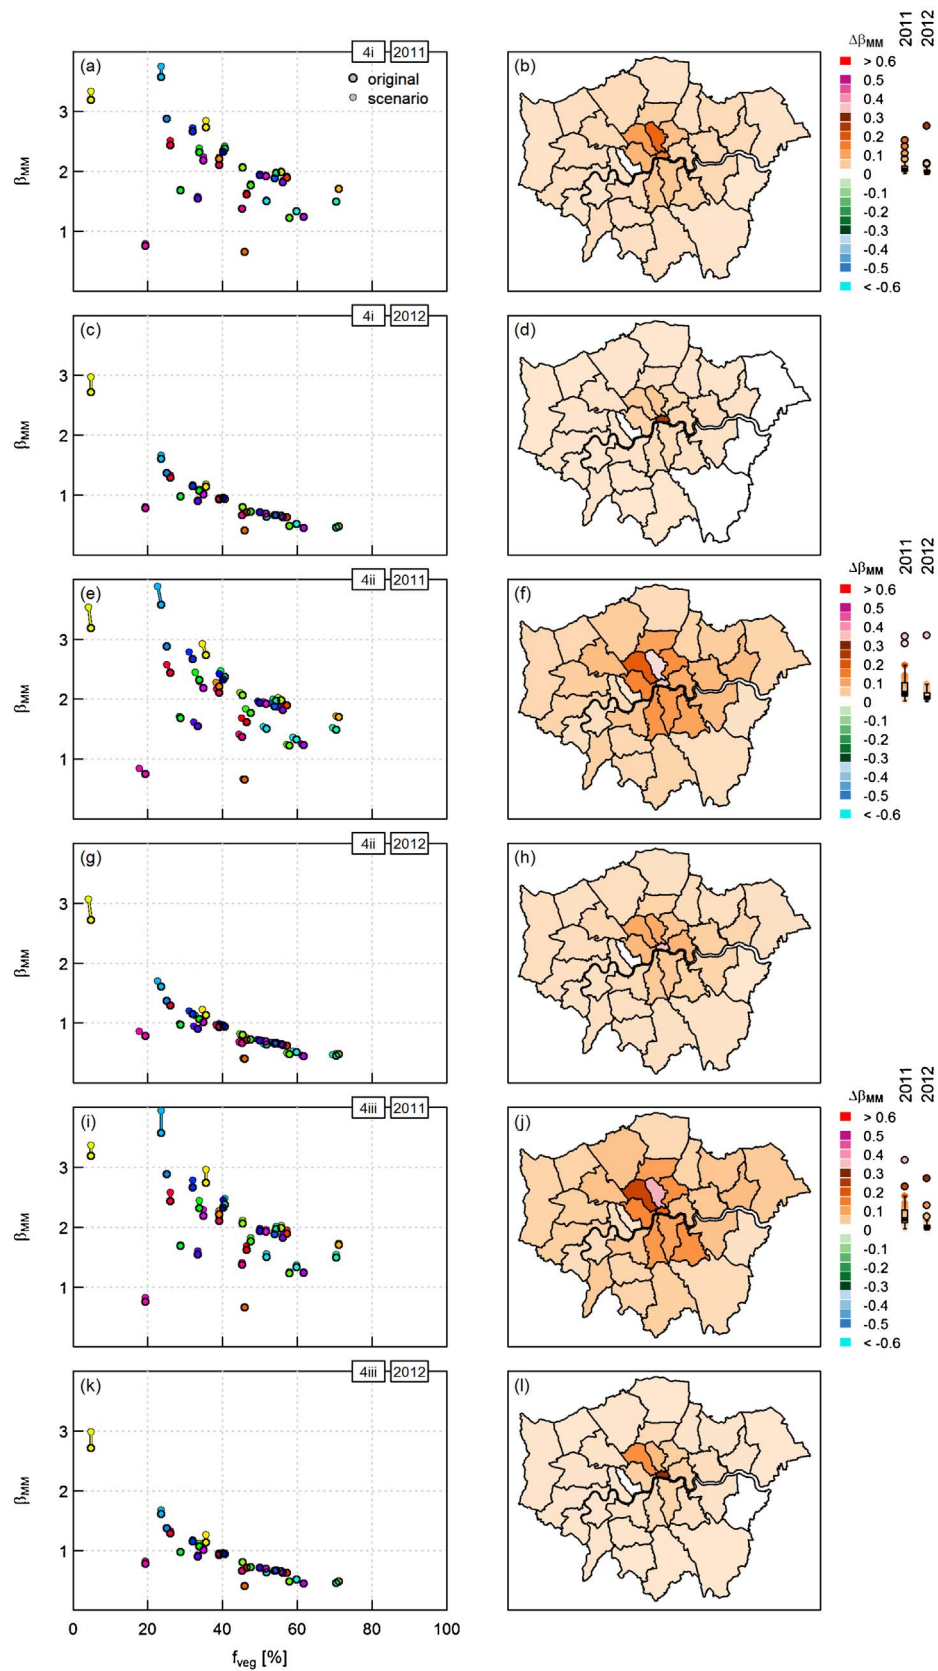 4i 2011
(a)
original
scenario
3
2
1
βMM
(b)
ΔβMM 2011 2012
> 0.6
0.5
0.4
0.3
0.2
0.1
0
-0.1
-0.2
-0.3
-0.4
-0.5
< -0.6
4i 2012
(c)
3
2
1
βMM
(d)
4ii 2011
(e)
3
2
1
βMM
(f)
ΔβMM 2011 2012
> 0.6
0.5
0.4
0.3
0.2
0.1
0
-0.1
-0.2
-0.3
-0.4
-0.5
< -0.6
4ii 2012
(g)
3
2
1
βMM
(h)
4iii 2011
(i)
3
2
1
βMM
(j)
ΔβMM 2011 2012
> 0.6
0.5
0.4
0.3
0.2
0.1
0
-0.1
-0.2
-0.3
-0.4
-0.5
< -0.6
4iii 2012
(k)
3
2
1
βMM
(l)
0 20 40 60 80 100
fveg [%]